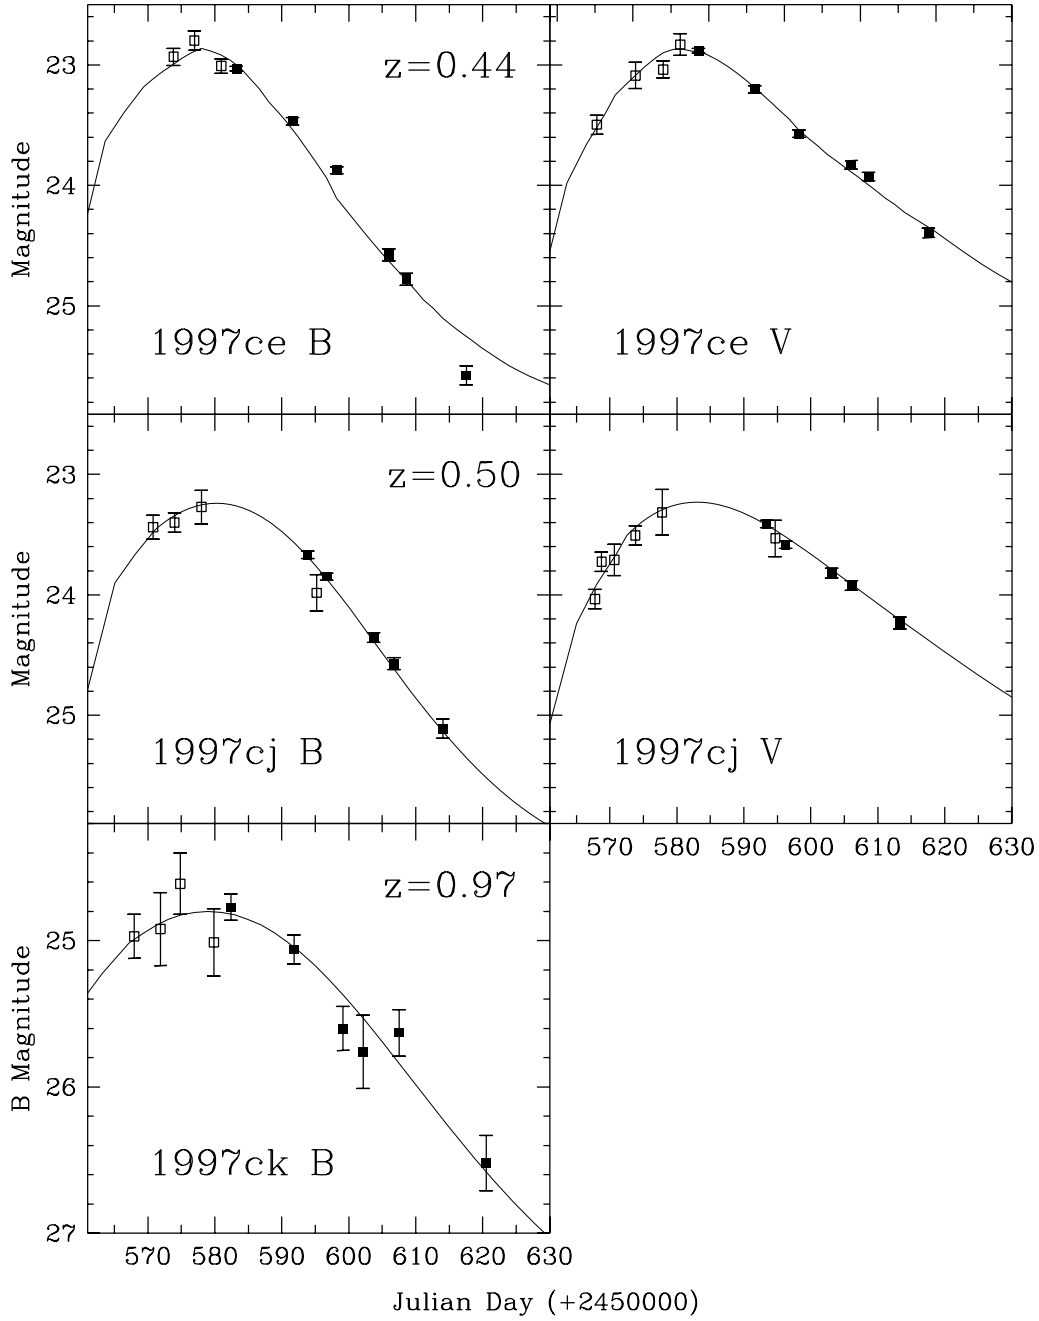 z=0.44
23
24
25
Magnitude
1997ce B
1997ce V
z=0.50
23
24
25
Magnitude
1997cj B
1997cj V
570 580 590 600 610 620 630
z=0.97
25
26
27
B Magnitude
1997ck B
570 580 590 600 610 620 630
Julian Day (+2450000)